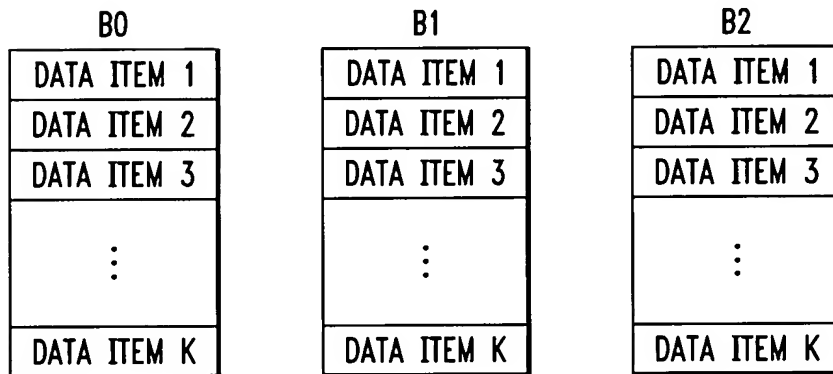 B0
DATA ITEM 1
DATA ITEM 2
DATA ITEM 3
⋮
DATA ITEM K
B1
DATA ITEM 1
DATA ITEM 2
DATA ITEM 3
⋮
DATA ITEM K
B2
DATA ITEM 1
DATA ITEM 2
DATA ITEM 3
⋮
DATA ITEM K